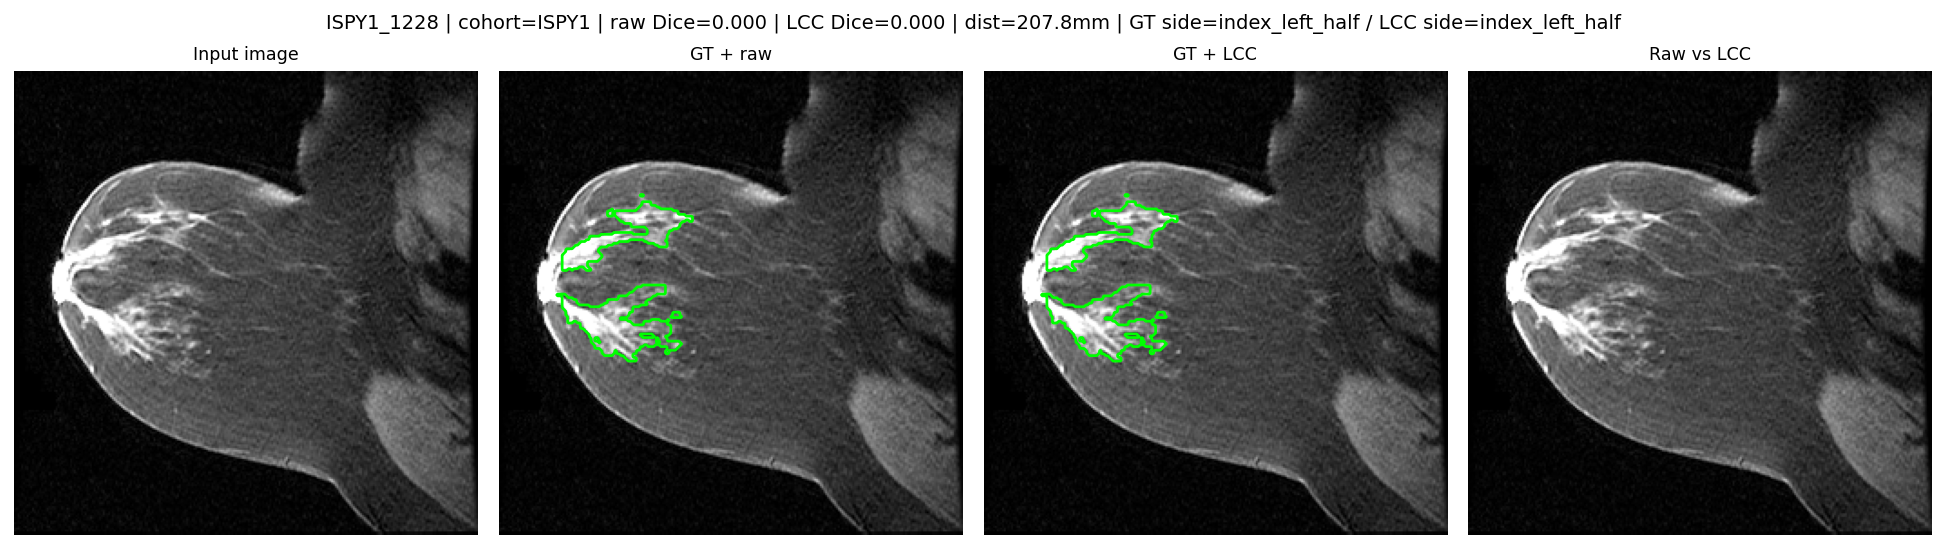 ISPY1_1228 | cohort=ISPY1 | raw Dice=0.000 | LCC Dice=0.000 | dist=207.8mm | GT side=index_left_half / LCC side=index_left_half
Input image
GT + raw
GT + LCC
Raw vs LCC